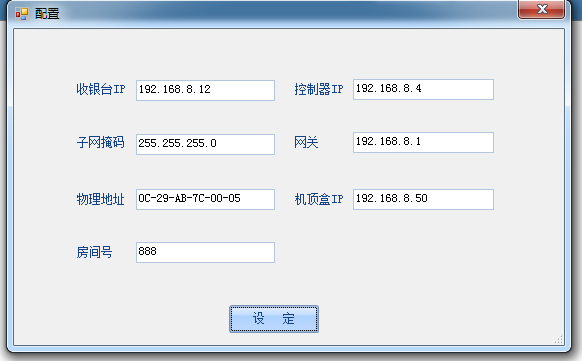 配置
收银台IP 192.168.8.12 控制器IP 192.168.8.4
子网掩码 255.255.255.0 网关 192.168.8.1
物理地址 0C-29-AB-7C-00-05 机顶盒IP 192.168.8.50
房间号 888
设 定